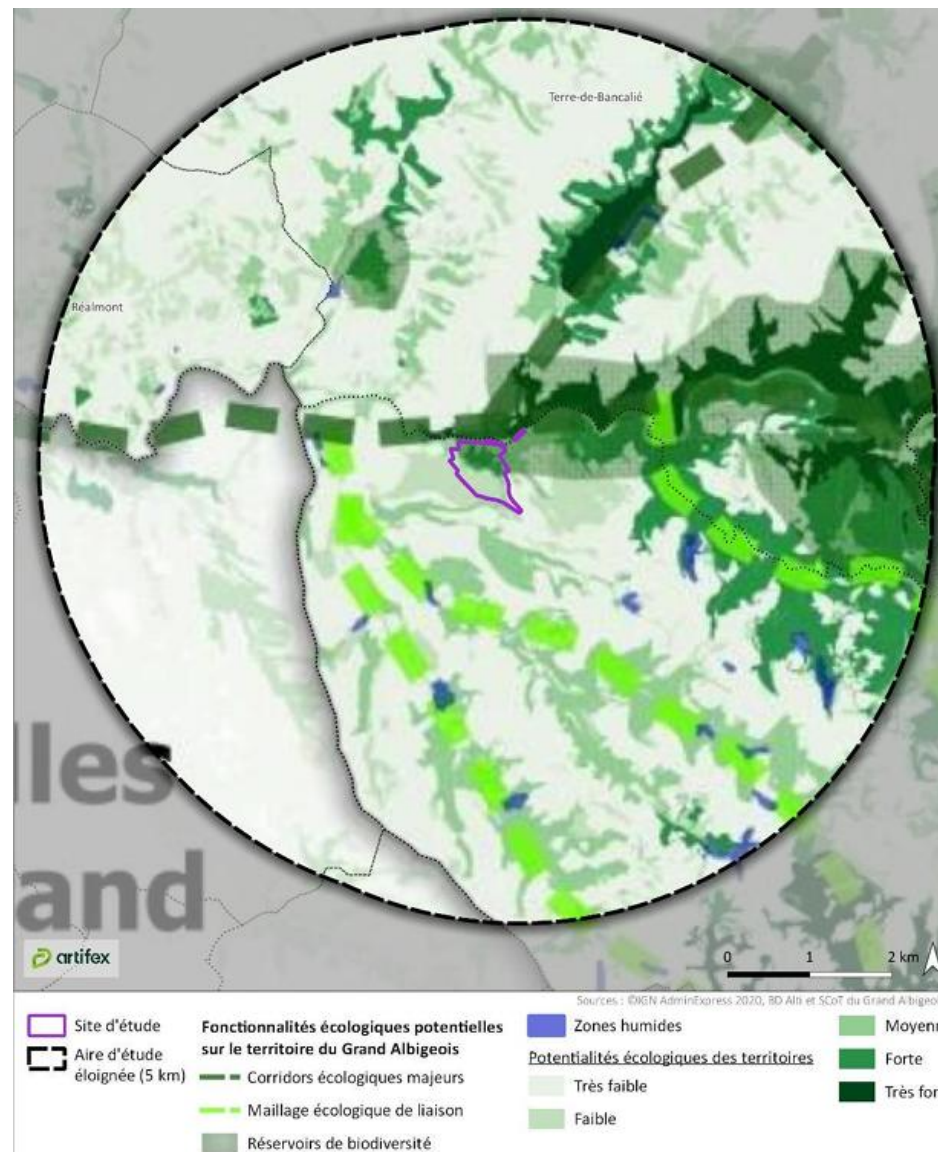 Terre-de-Bancalié
Réalmont
lles
and
artifex
0 1 2 km
Sources : ©IGN AdminExpress 2020, BD Alti et SCoT du Grand Albigeoi
Site d'étude
Aire d'étude
éloignée (5 km)
Fonctionnalités écologiques potentielles
sur le territoire du Grand Albigeois
Corridors écologiques majeurs
Maillage écologique de liaison
Réservoirs de biodiversité
Zones humides
Potentialités écologiques des territoires
Très faible
Faible
Moyenn
Forte
Très for